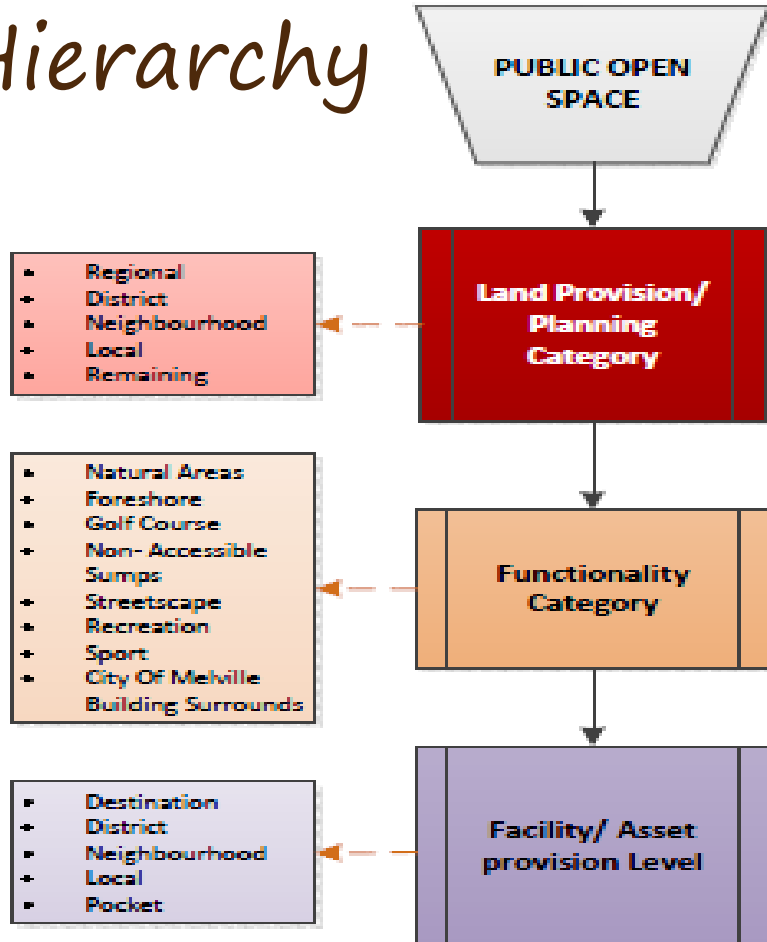 Hierarchy
PUBLIC OPEN
SPACE
Land Provision/
Planning
Category
• Regional
• District
• Neighbourhood
• Local
• Remaining
Functionality
Category
• Natural Areas
• Foreshore
• Golf Course
• Non- Accessible
Sumps
• Streetscape
• Recreation
• Sport
• City Of Melville
Building Surrounds
Facility/ Asset
provision Level
• Destination
• District
• Neighbourhood
• Local
• Pocket